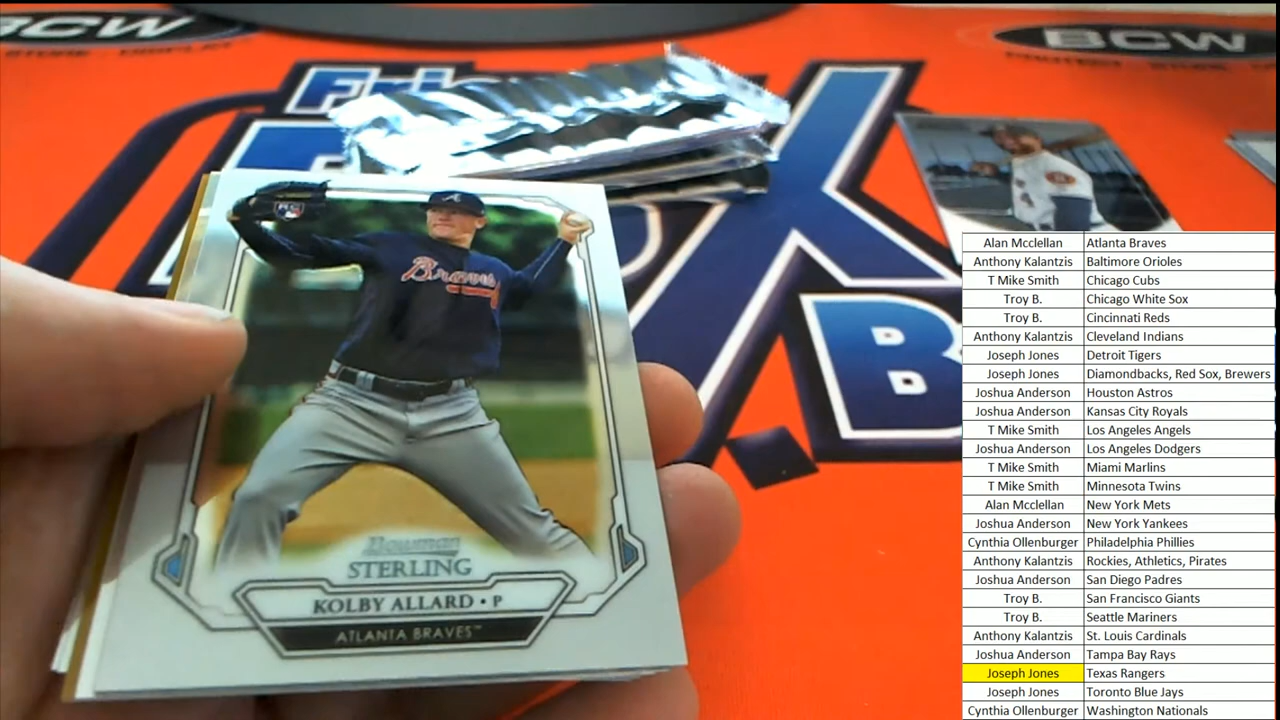 BCW
BCW
RC
A
Braves
Bowman
STERLING
KOLBY ALLARD • P
ATLANTA BRAVES™
B
Alan Mcclellan Atlanta Braves
Anthony Kalantzis Baltimore Orioles
T Mike Smith Chicago Cubs
Troy B. Chicago White Sox
Troy B. Cincinnati Reds
Anthony Kalantzis Cleveland Indians
Joseph Jones Detroit Tigers
Joseph Jones Diamondbacks, Red Sox, Brewers
Joshua Anderson Houston Astros
Joshua Anderson Kansas City Royals
T Mike Smith Los Angeles Angels
Joshua Anderson Los Angeles Dodgers
T Mike Smith Miami Marlins
T Mike Smith Minnesota Twins
Alan Mcclellan New York Mets
Joshua Anderson New York Yankees
Cynthia Ollenburger Philadelphia Phillies
Anthony Kalantzis Rockies, Athletics, Pirates
Joshua Anderson San Diego Padres
Troy B. San Francisco Giants
Troy B. Seattle Mariners
Anthony Kalantzis St. Louis Cardinals
Joshua Anderson Tampa Bay Rays
Joseph Jones Texas Rangers
Joseph Jones Toronto Blue Jays
Cynthia Ollenburger Washington Nationals